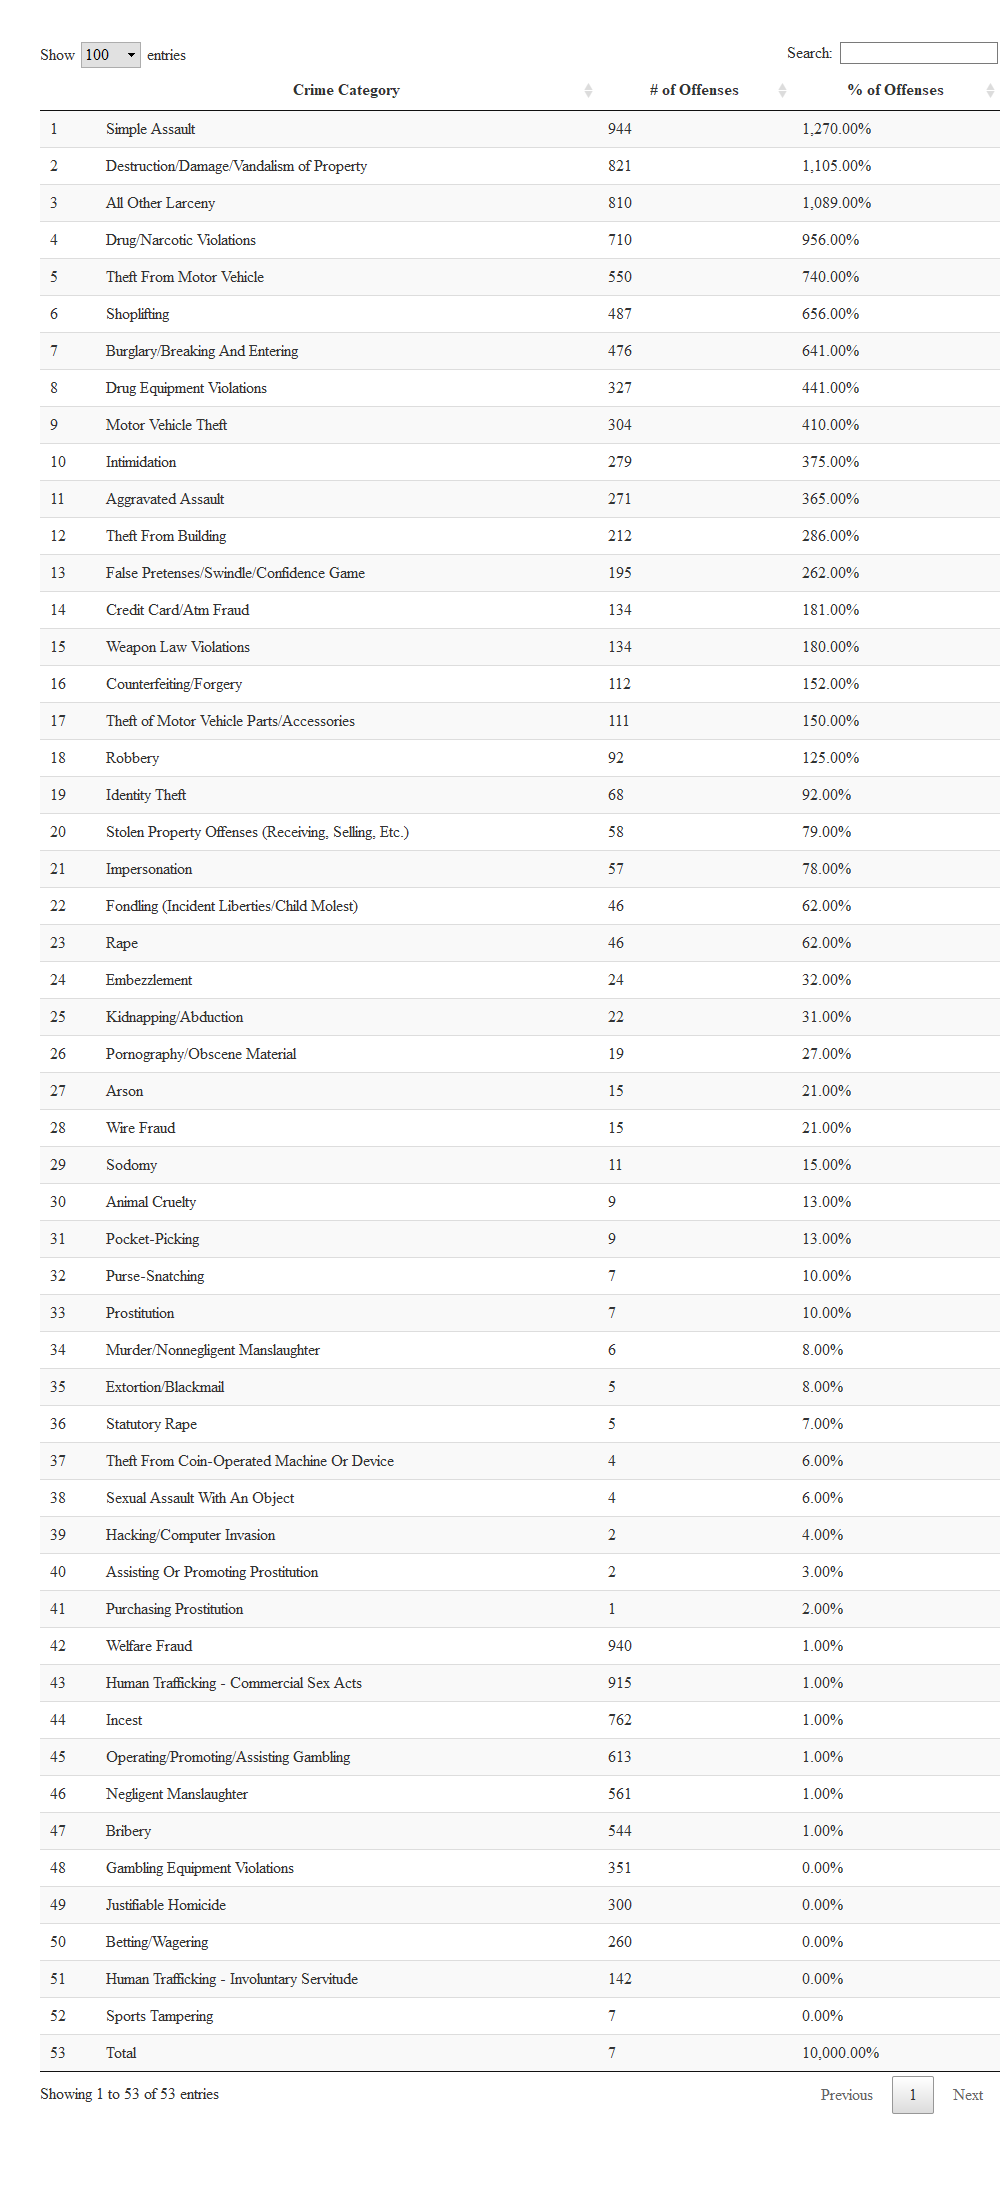 Show 100 entries Search:
Crime Category # of Offenses % of Offenses
1 Simple Assault 944 1,270.00%
2 Destruction/Damage/Vandalism of Property 821 1,105.00%
3 All Other Larceny 810 1,089.00%
4 Drug/Narcotic Violations 710 956.00%
5 Theft From Motor Vehicle 550 740.00%
6 Shoplifting 487 656.00%
7 Burglary/Breaking And Entering 476 641.00%
8 Drug Equipment Violations 327 441.00%
9 Motor Vehicle Theft 304 410.00%
10 Intimidation 279 375.00%
11 Aggravated Assault 271 365.00%
12 Theft From Building 212 286.00%
13 False Pretenses/Swindle/Confidence Game 195 262.00%
14 Credit Card/Atm Fraud 134 181.00%
15 Weapon Law Violations 134 180.00%
16 Counterfeiting/Forgery 112 152.00%
17 Theft of Motor Vehicle Parts/Accessories 111 150.00%
18 Robbery 92 125.00%
19 Identity Theft 68 92.00%
20 Stolen Property Offenses (Receiving, Selling, Etc.) 58 79.00%
21 Impersonation 57 78.00%
22 Fondling (Incident Liberties/Child Molest) 46 62.00%
23 Rape 46 62.00%
24 Embezzlement 24 32.00%
25 Kidnapping/Abduction 22 31.00%
26 Pornography/Obscene Material 19 27.00%
27 Arson 15 21.00%
28 Wire Fraud 15 21.00%
29 Sodomy 11 15.00%
30 Animal Cruelty 9 13.00%
31 Pocket-Picking 9 13.00%
32 Purse-Snatching 7 10.00%
33 Prostitution 7 10.00%
34 Murder/Nonnegligent Manslaughter 6 8.00%
35 Extortion/Blackmail 5 8.00%
36 Statutory Rape 5 7.00%
37 Theft From Coin-Operated Machine Or Device 4 6.00%
38 Sexual Assault With An Object 4 6.00%
39 Hacking/Computer Invasion 2 4.00%
40 Assisting Or Promoting Prostitution 2 3.00%
41 Purchasing Prostitution 1 2.00%
42 Welfare Fraud 940 1.00%
43 Human Trafficking - Commercial Sex Acts 915 1.00%
44 Incest 762 1.00%
45 Operating/Promoting/Assisting Gambling 613 1.00%
46 Negligent Manslaughter 561 1.00%
47 Bribery 544 1.00%
48 Gambling Equipment Violations 351 0.00%
49 Justifiable Homicide 300 0.00%
50 Betting/Wagering 260 0.00%
51 Human Trafficking - Involuntary Servitude 142 0.00%
52 Sports Tampering 7 0.00%
53 Total 7 10,000.00%
Showing 1 to 53 of 53 entries Previous 1 Next